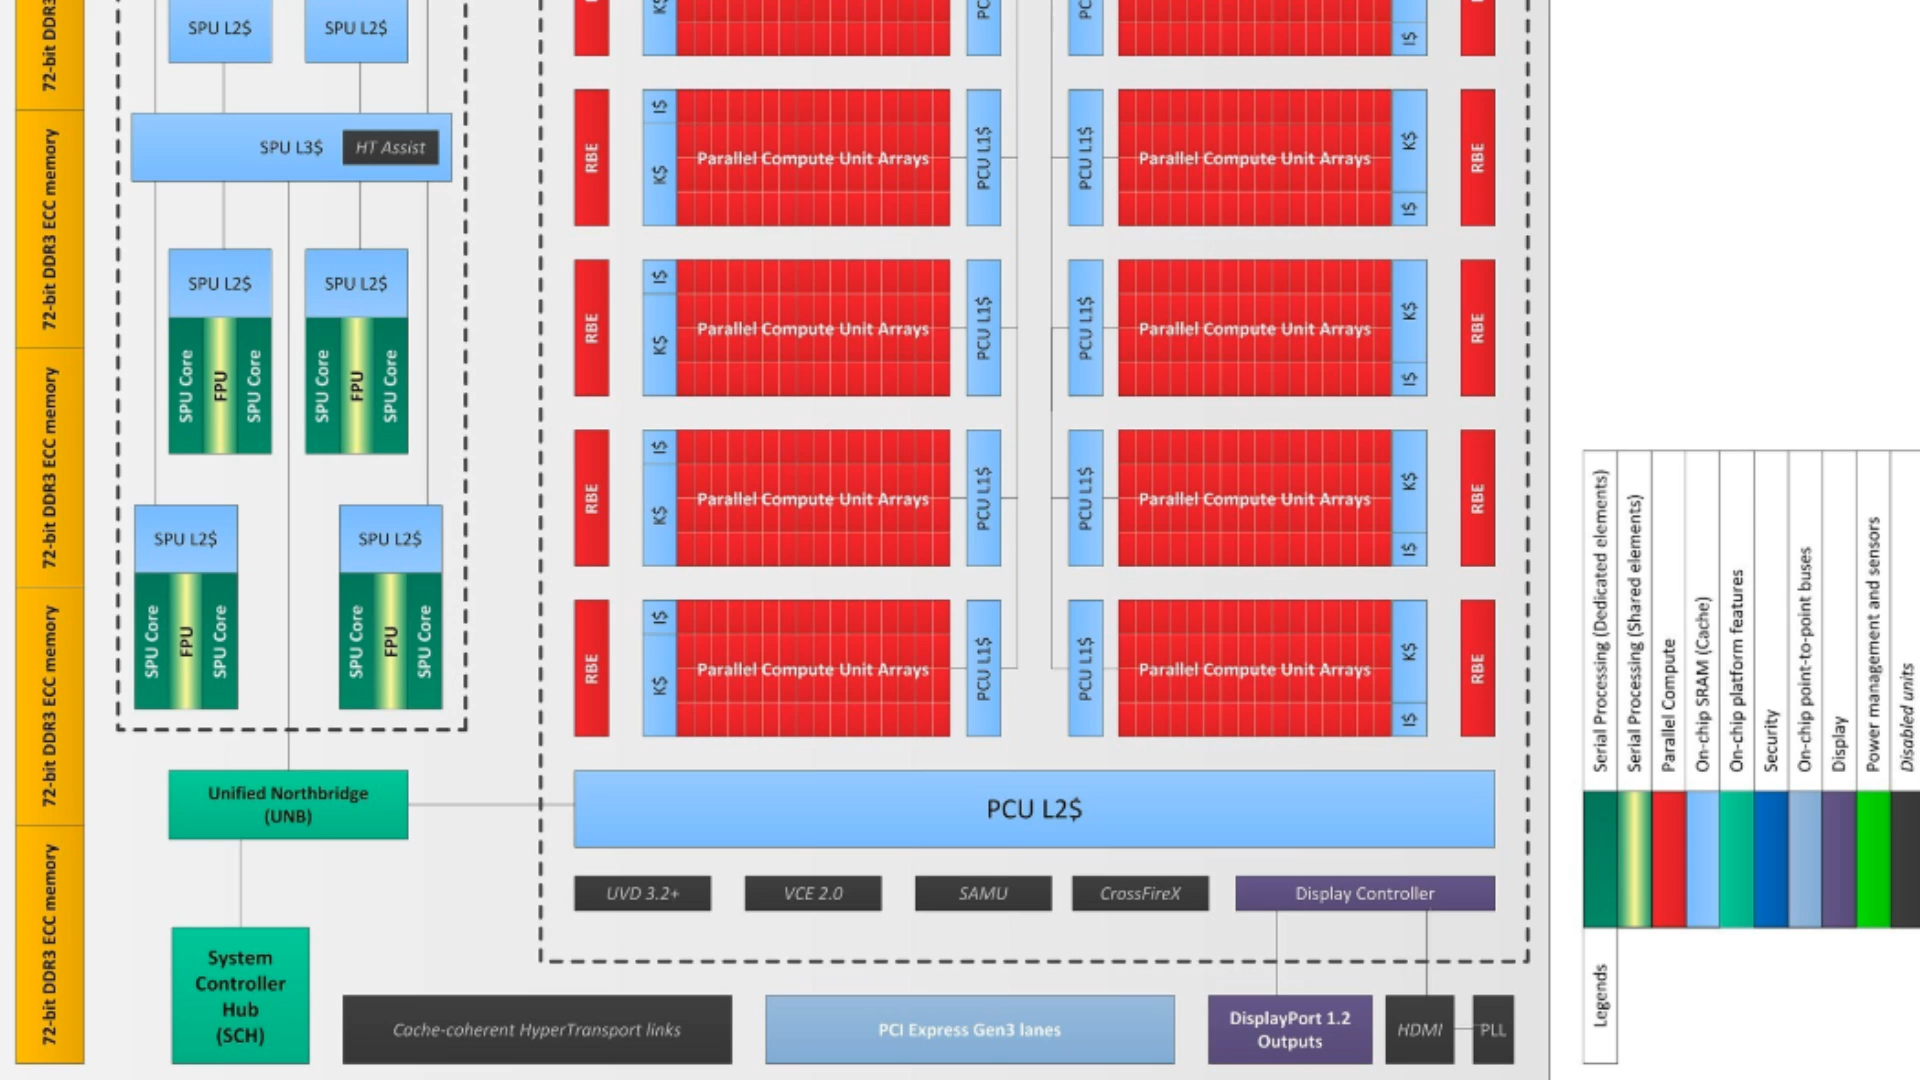 72-bit DDR3
72-bit DDR3 ECC memory
72-bit DDR3 ECC memory
72-bit DDR3 ECC memory
72-bit DDR3 ECC memory
SPU L2$
SPU L2$
SPU L3$
HT Assist
SPU L2$
SPU L2$
SPU Core
FPU
SPU Core
SPU Core
FPU
SPU Core
SPU L2$
SPU L2$
SPU Core
FPU
SPU Core
SPU Core
FPU
SPU Core
Unified Northbridge
(UNB)
System
Controller
Hub
(SCH)
K$
PC
PC
I$
RBE
I$
K$
Parallel Compute Unit Arrays
PCU L1$
PCU L1$
Parallel Compute Unit Arrays
K$
I$
RBE
RBE
I$
K$
Parallel Compute Unit Arrays
PCU L1$
PCU L1$
Parallel Compute Unit Arrays
K$
I$
RBE
RBE
I$
K$
Parallel Compute Unit Arrays
PCU L1$
PCU L1$
Parallel Compute Unit Arrays
K$
I$
RBE
RBE
I$
K$
Parallel Compute Unit Arrays
PCU L1$
PCU L1$
Parallel Compute Unit Arrays
K$
I$
RBE
PCU L2$
UVD 3.2+
VCE 2.0
SAMU
CrossFireX
Display Controller
Cache-coherent HyperTransport links
PCI Express Gen3 lanes
DisplayPort 1.2
Outputs
HDMI
PLL
Legends
Serial Processing (Dedicated elements)
Serial Processing (Shared elements)
Parallel Compute
On-chip SRAM (Cache)
On-chip platform features
Security
On-chip point-to-point buses
Display
Power management and sensors
Disabled units